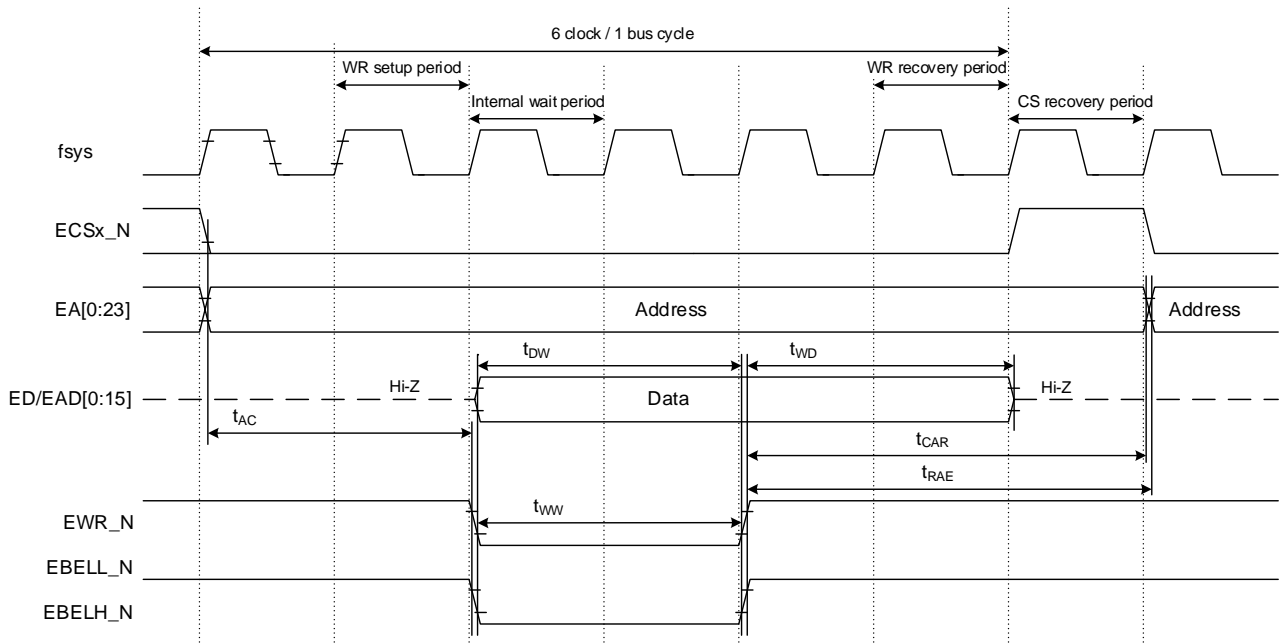 6 clock / 1 bus cycle
WR setup period
WR recovery period
Internal wait period
CS recovery period
fsys
ECSx_N
EA[0:23]
Address
Address
tDW
tWD
Hi-Z
Hi-Z
ED/EAD[0:15]
Data
tAC
tCAR
tRAE
tWW
EWR_N
EBELL_N
EBELH_N